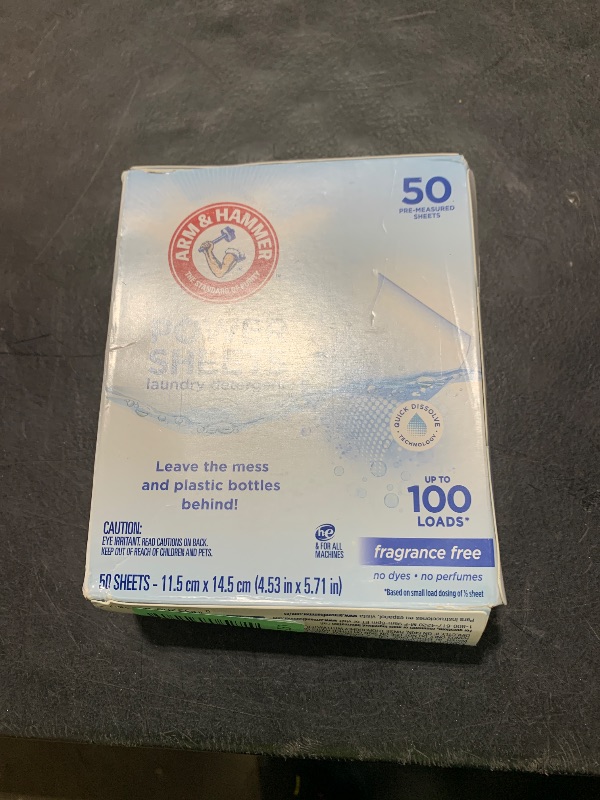 50
PRE-MEASURED
SHEETS
ARM & HAMMER
THE STANDARD OF PURITY
POWER
SHEETS
laundry detergent
QUICK DISSOLVE
TECHNOLOGY
Leave the mess
and plastic bottles
behind!
UP TO
100
LOADS*
CAUTION:
EYE IRRITANT. READ CAUTIONS ON BACK.
KEEP OUT OF REACH OF CHILDREN AND PETS.
he
& FOR ALL
MACHINES
fragrance free
no dyes • no perfumes
*Based on small load dosing of ½ sheet
50 SHEETS - 11.5 cm x 14.5 cm (4.53 in x 5.71 in)